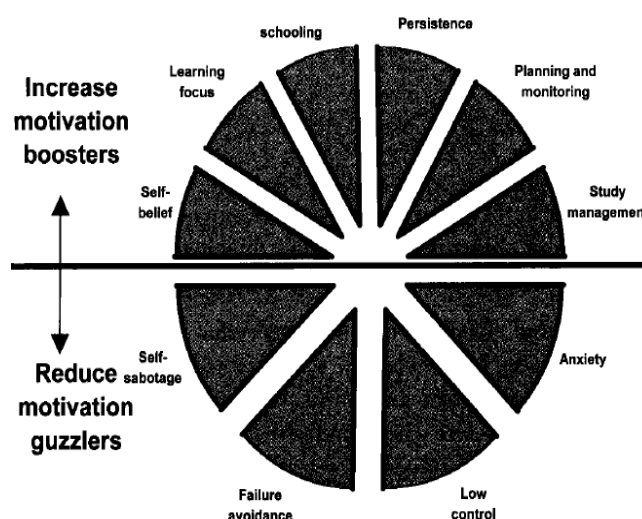 Persistence
schooling
Learning
focus
Planning and
monitoring
Increase
motivation
boosters
Self-
belief
Study
management
Self-
sabotage
Anxiety
Reduce
motivation
guzzlers
Failure
avoidance
Low
control